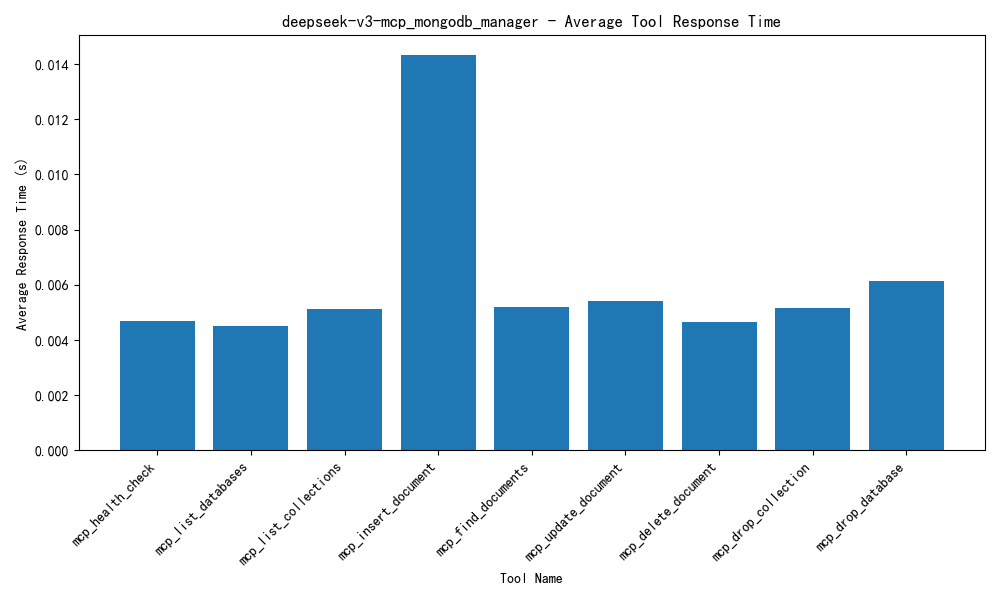 deepseek-v3-mcp_mongodb_manager - Average Tool Response Time
Average Response Time (s)
0.014
0.012
0.010
0.008
0.006
0.004
0.002
0.000
mcp_health_check
mcp_list_databases
mcp_list_collections
mcp_insert_document
mcp_find_documents
mcp_update_document
mcp_delete_document
mcp_drop_collection
mcp_drop_database
Tool Name